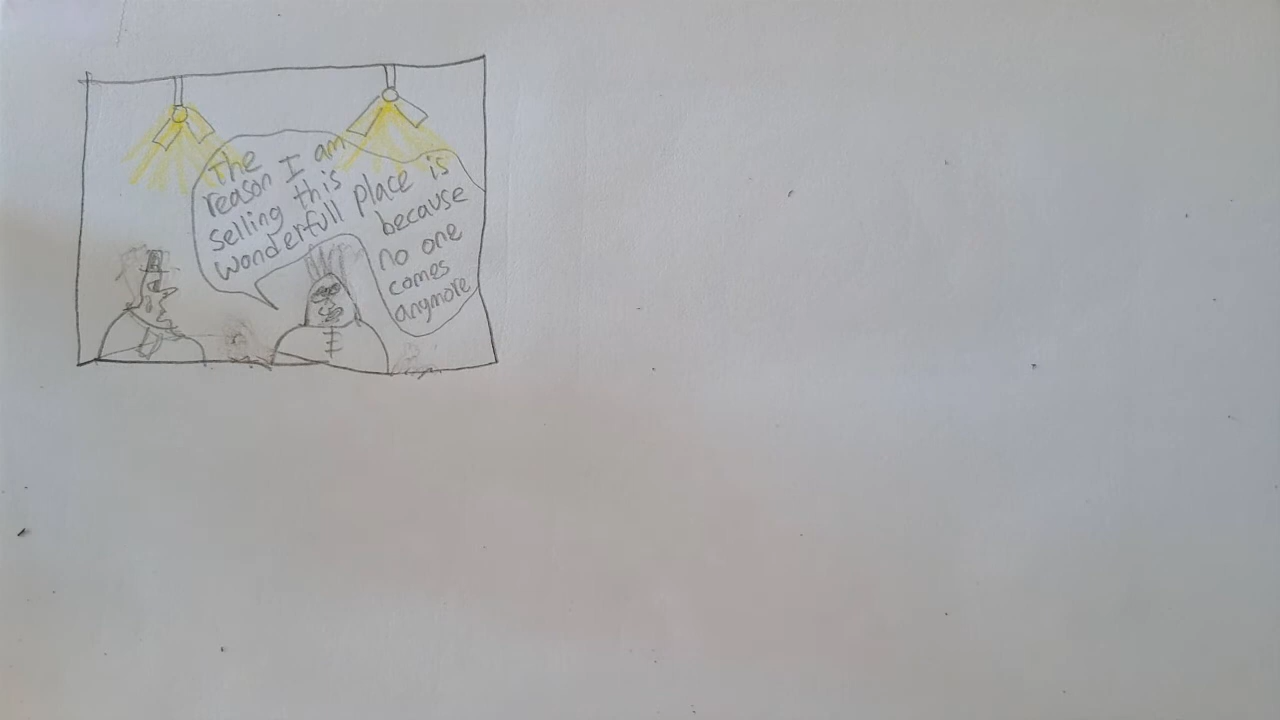 The
reason I am
selling this
wonderfull place is
because
no one
comes
anymore